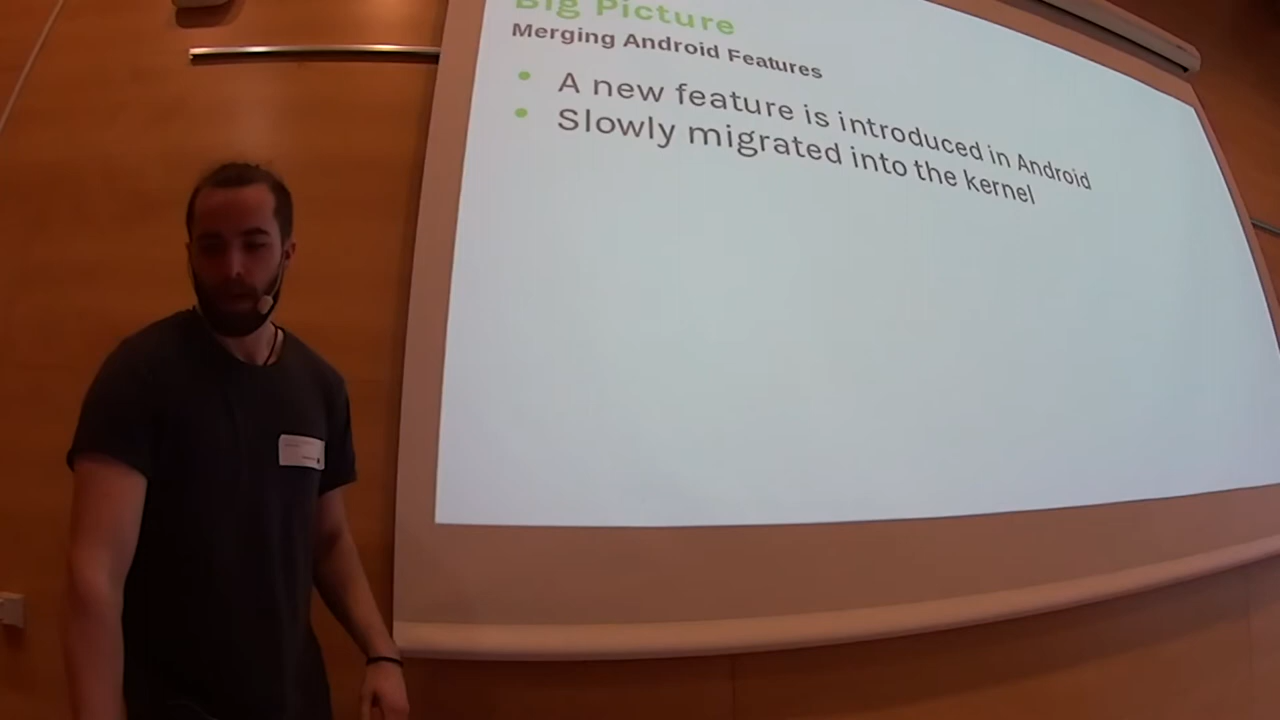 Big Picture
Merging Android Features
A new feature is introduced in Android
Slowly migrated into the kernel